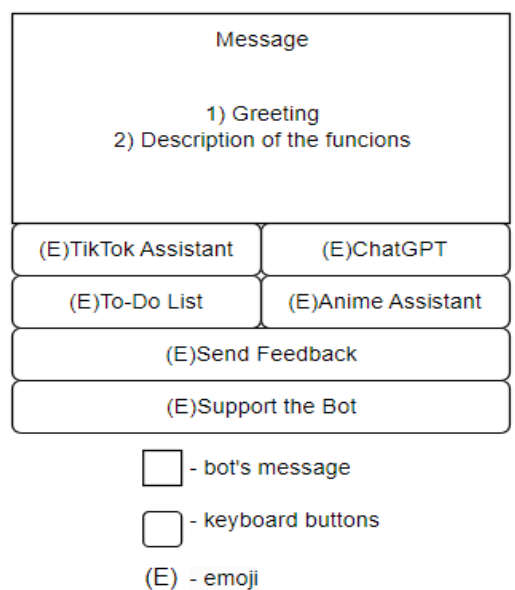 Message
1) Greeting
2) Description of the funcions
(E)TikTok Assistant
(E)ChatGPT
(E)To-Do List
(E)Anime Assistant
(E)Send Feedback
(E)Support the Bot
- bot's message
- keyboard buttons
(E) - emoji